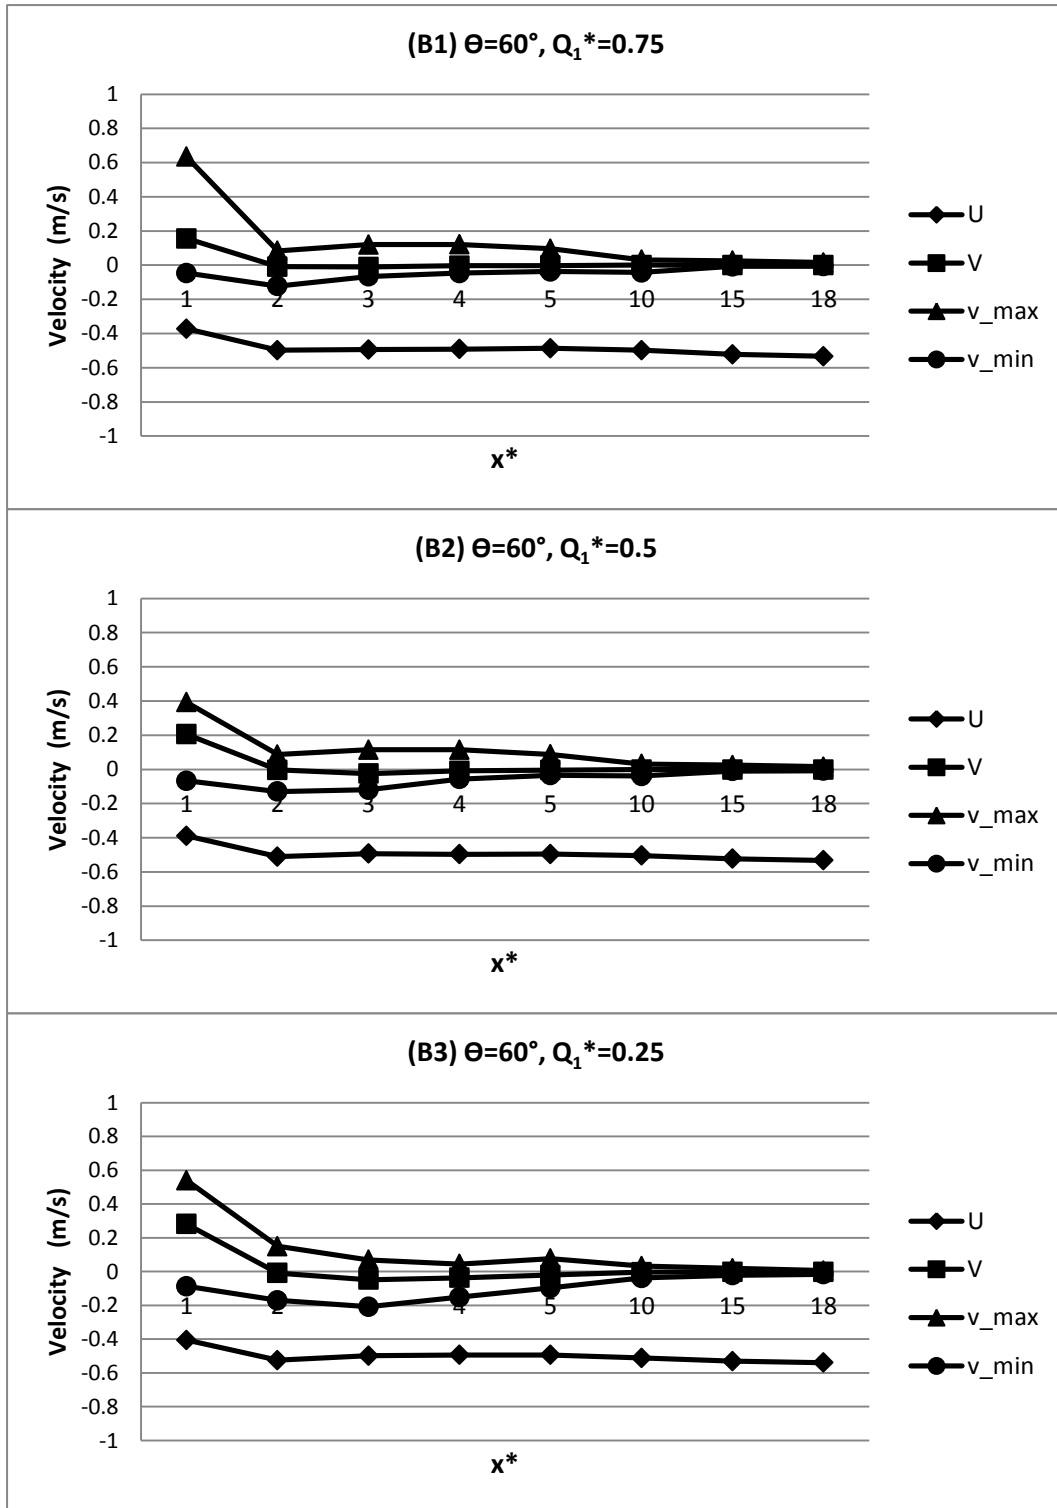 (B1) Ɵ=60°, Q₁*=0.75
1
0.8
0.6
0.4
0.2
0
-0.2
-0.4
-0.6
-0.8
-1
Velocity (m/s)
1 2 3 4 5 10 15 18
x*
U
V
v_max
v_min
(B2) Ɵ=60°, Q₁*=0.5
1
0.8
0.6
0.4
0.2
0
-0.2
-0.4
-0.6
-0.8
-1
Velocity (m/s)
1 2 3 4 5 10 15 18
x*
U
V
v_max
v_min
(B3) Ɵ=60°, Q₁*=0.25
1
0.8
0.6
0.4
0.2
0
-0.2
-0.4
-0.6
-0.8
-1
Velocity (m/s)
1 2 3 4 5 10 15 18
x*
U
V
v_max
v_min